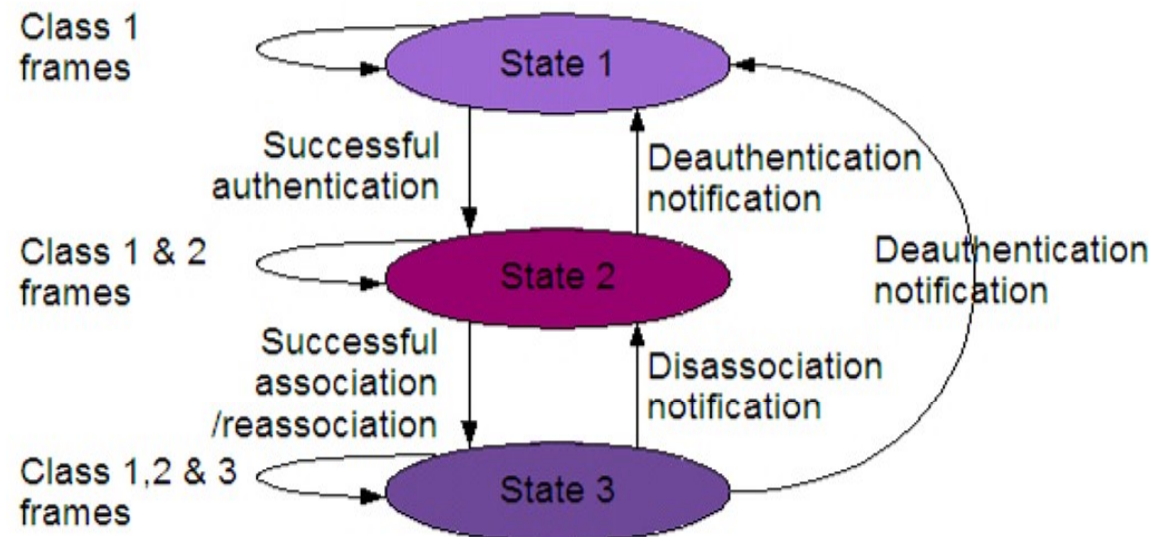 Class 1
frames
State 1
Successful
authentication
Deauthentication
notification
Class 1 & 2
frames
State 2
Deauthentication
notification
Successful
association
/reassociation
Disassociation
notification
Class 1,2 & 3
frames
State 3